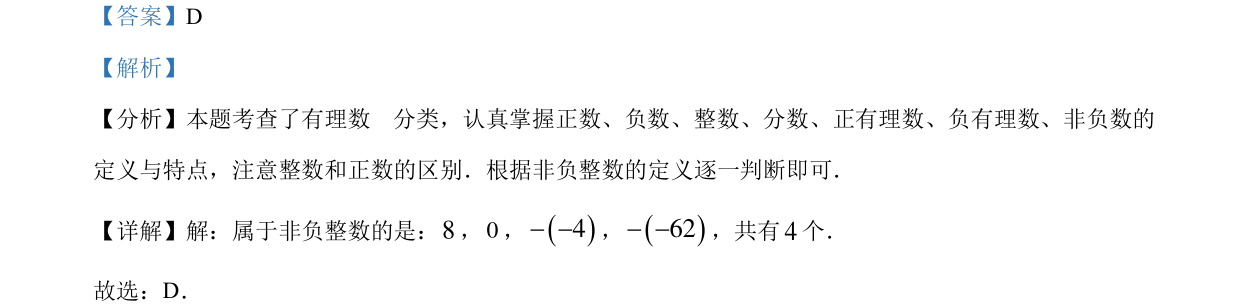 【答案】D
【解析】
【分析】本题考查了有理数 分类，认真掌握正数、负数、整数、分数、正有理数、负有理数、非负数的
定义与特点，注意整数和正数的区别．根据非负整数的定义逐一判断即可．
【详解】解：属于非负整数的是：8，0，−(−4)，−(−62)，共有4个．
故选：D．